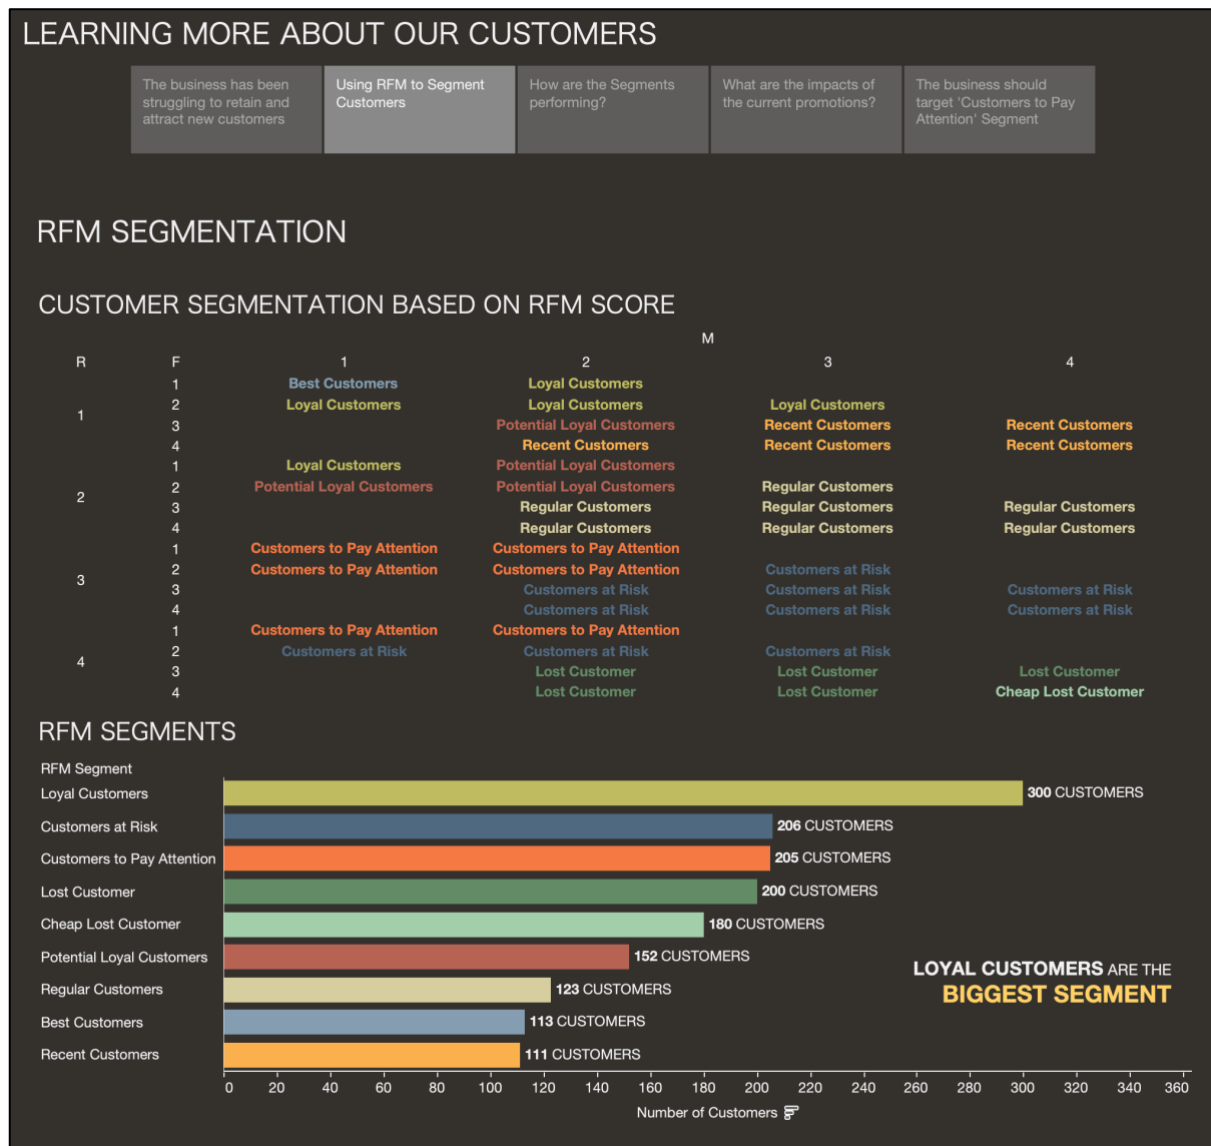 LEARNING MORE ABOUT OUR CUSTOMERS
The business has been
struggling to retain and
attract new customers
Using RFM to Segment
Customers
How are the Segments
performing?
What are the impacts of
the current promotions?
The business should
target 'Customers to Pay
Attention' Segment
RFM SEGMENTATION
CUSTOMER SEGMENTATION BASED ON RFM SCORE
M
R F 1 2 3 4
1 Best Customers Loyal Customers
2 Loyal Customers Loyal Customers Loyal Customers
1
3 Potential Loyal Customers Recent Customers Recent Customers
4 Recent Customers Recent Customers Recent Customers
1 Loyal Customers Potential Loyal Customers
2 Potential Loyal Customers Potential Loyal Customers Regular Customers
2
3 Regular Customers Regular Customers Regular Customers
4 Regular Customers Regular Customers Regular Customers
1 Customers to Pay Attention Customers to Pay Attention
2 Customers to Pay Attention Customers to Pay Attention Customers at Risk
3
3 Customers at Risk Customers at Risk Customers at Risk
4 Customers at Risk Customers at Risk Customers at Risk
1 Customers to Pay Attention Customers to Pay Attention
2 Customers at Risk Customers at Risk Customers at Risk
4
3 Lost Customer Lost Customer Lost Customer
4 Lost Customer Lost Customer Cheap Lost Customer
RFM SEGMENTS
RFM Segment
Loyal Customers 300 CUSTOMERS
Customers at Risk 206 CUSTOMERS
Customers to Pay Attention 205 CUSTOMERS
Lost Customer 200 CUSTOMERS
Cheap Lost Customer 180 CUSTOMERS
Potential Loyal Customers 152 CUSTOMERS
Regular Customers 123 CUSTOMERS
Best Customers 113 CUSTOMERS
Recent Customers 111 CUSTOMERS
LOYAL CUSTOMERS ARE THE
BIGGEST SEGMENT
0 20 40 60 80 100 120 140 160 180 200 220 240 260 280 300 320 340 360
Number of Customers